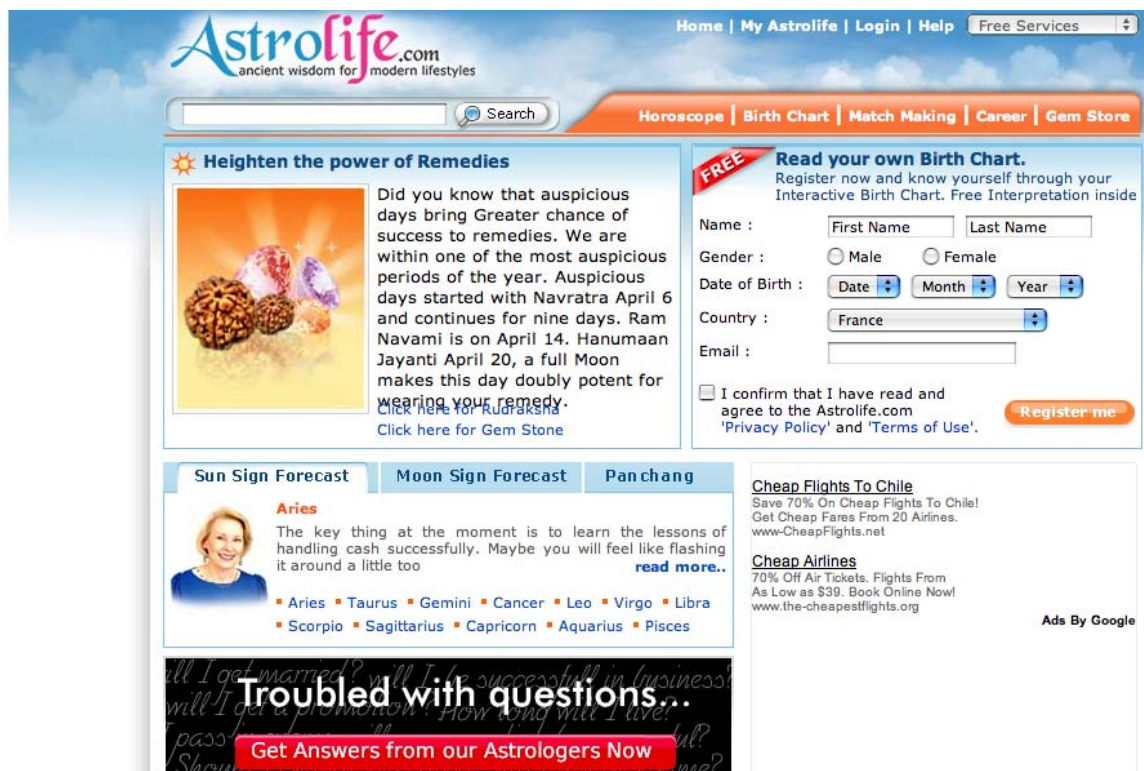 Astrolife.com
ancient wisdom for modern lifestyles
Home | My Astrolife | Login | Help
Free Services
Search
Horoscope | Birth Chart | Match Making | Career | Gem Store
Heighten the power of Remedies
Did you know that auspicious
days bring Greater chance of
success to remedies. We are
within one of the most auspicious
periods of the year. Auspicious
days started with Navratra April 6
and continues for nine days. Ram
Navami is on April 14. Hanumaan
Jayanti April 20, a full Moon
makes this day doubly potent for
wearing your remedy.
Click here for Rudraksha
Click here for Gem Stone
FREE
Read your own Birth Chart.
Register now and know yourself through your
Interactive Birth Chart. Free Interpretation inside
Name : First Name Last Name
Gender : Male Female
Date of Birth : Date Month Year
Country : France
Email :
I confirm that I have read and
agree to the Astrolife.com
'Privacy Policy' and 'Terms of Use'.
Register me
Sun Sign Forecast Moon Sign Forecast Panchang
Aries
The key thing at the moment is to learn the lessons of
handling cash successfully. Maybe you will feel like flashing
it around a little too read more..
Aries Taurus Gemini Cancer Leo Virgo Libra
Scorpio Sagittarius Capricorn Aquarius Pisces
Cheap Flights To Chile
Save 70% On Cheap Flights To Chile!
Get Cheap Fares From 20 Airlines.
www-CheapFlights.net
Cheap Airlines
70% Off Air Tickets. Flights From
As Low as $39. Book Online Now!
www.the-cheapestflights.org
Ads By Google
will I get married? will I be successful in business?
Troubled with questions...
How long will I live?
Get Answers from our Astrologers Now